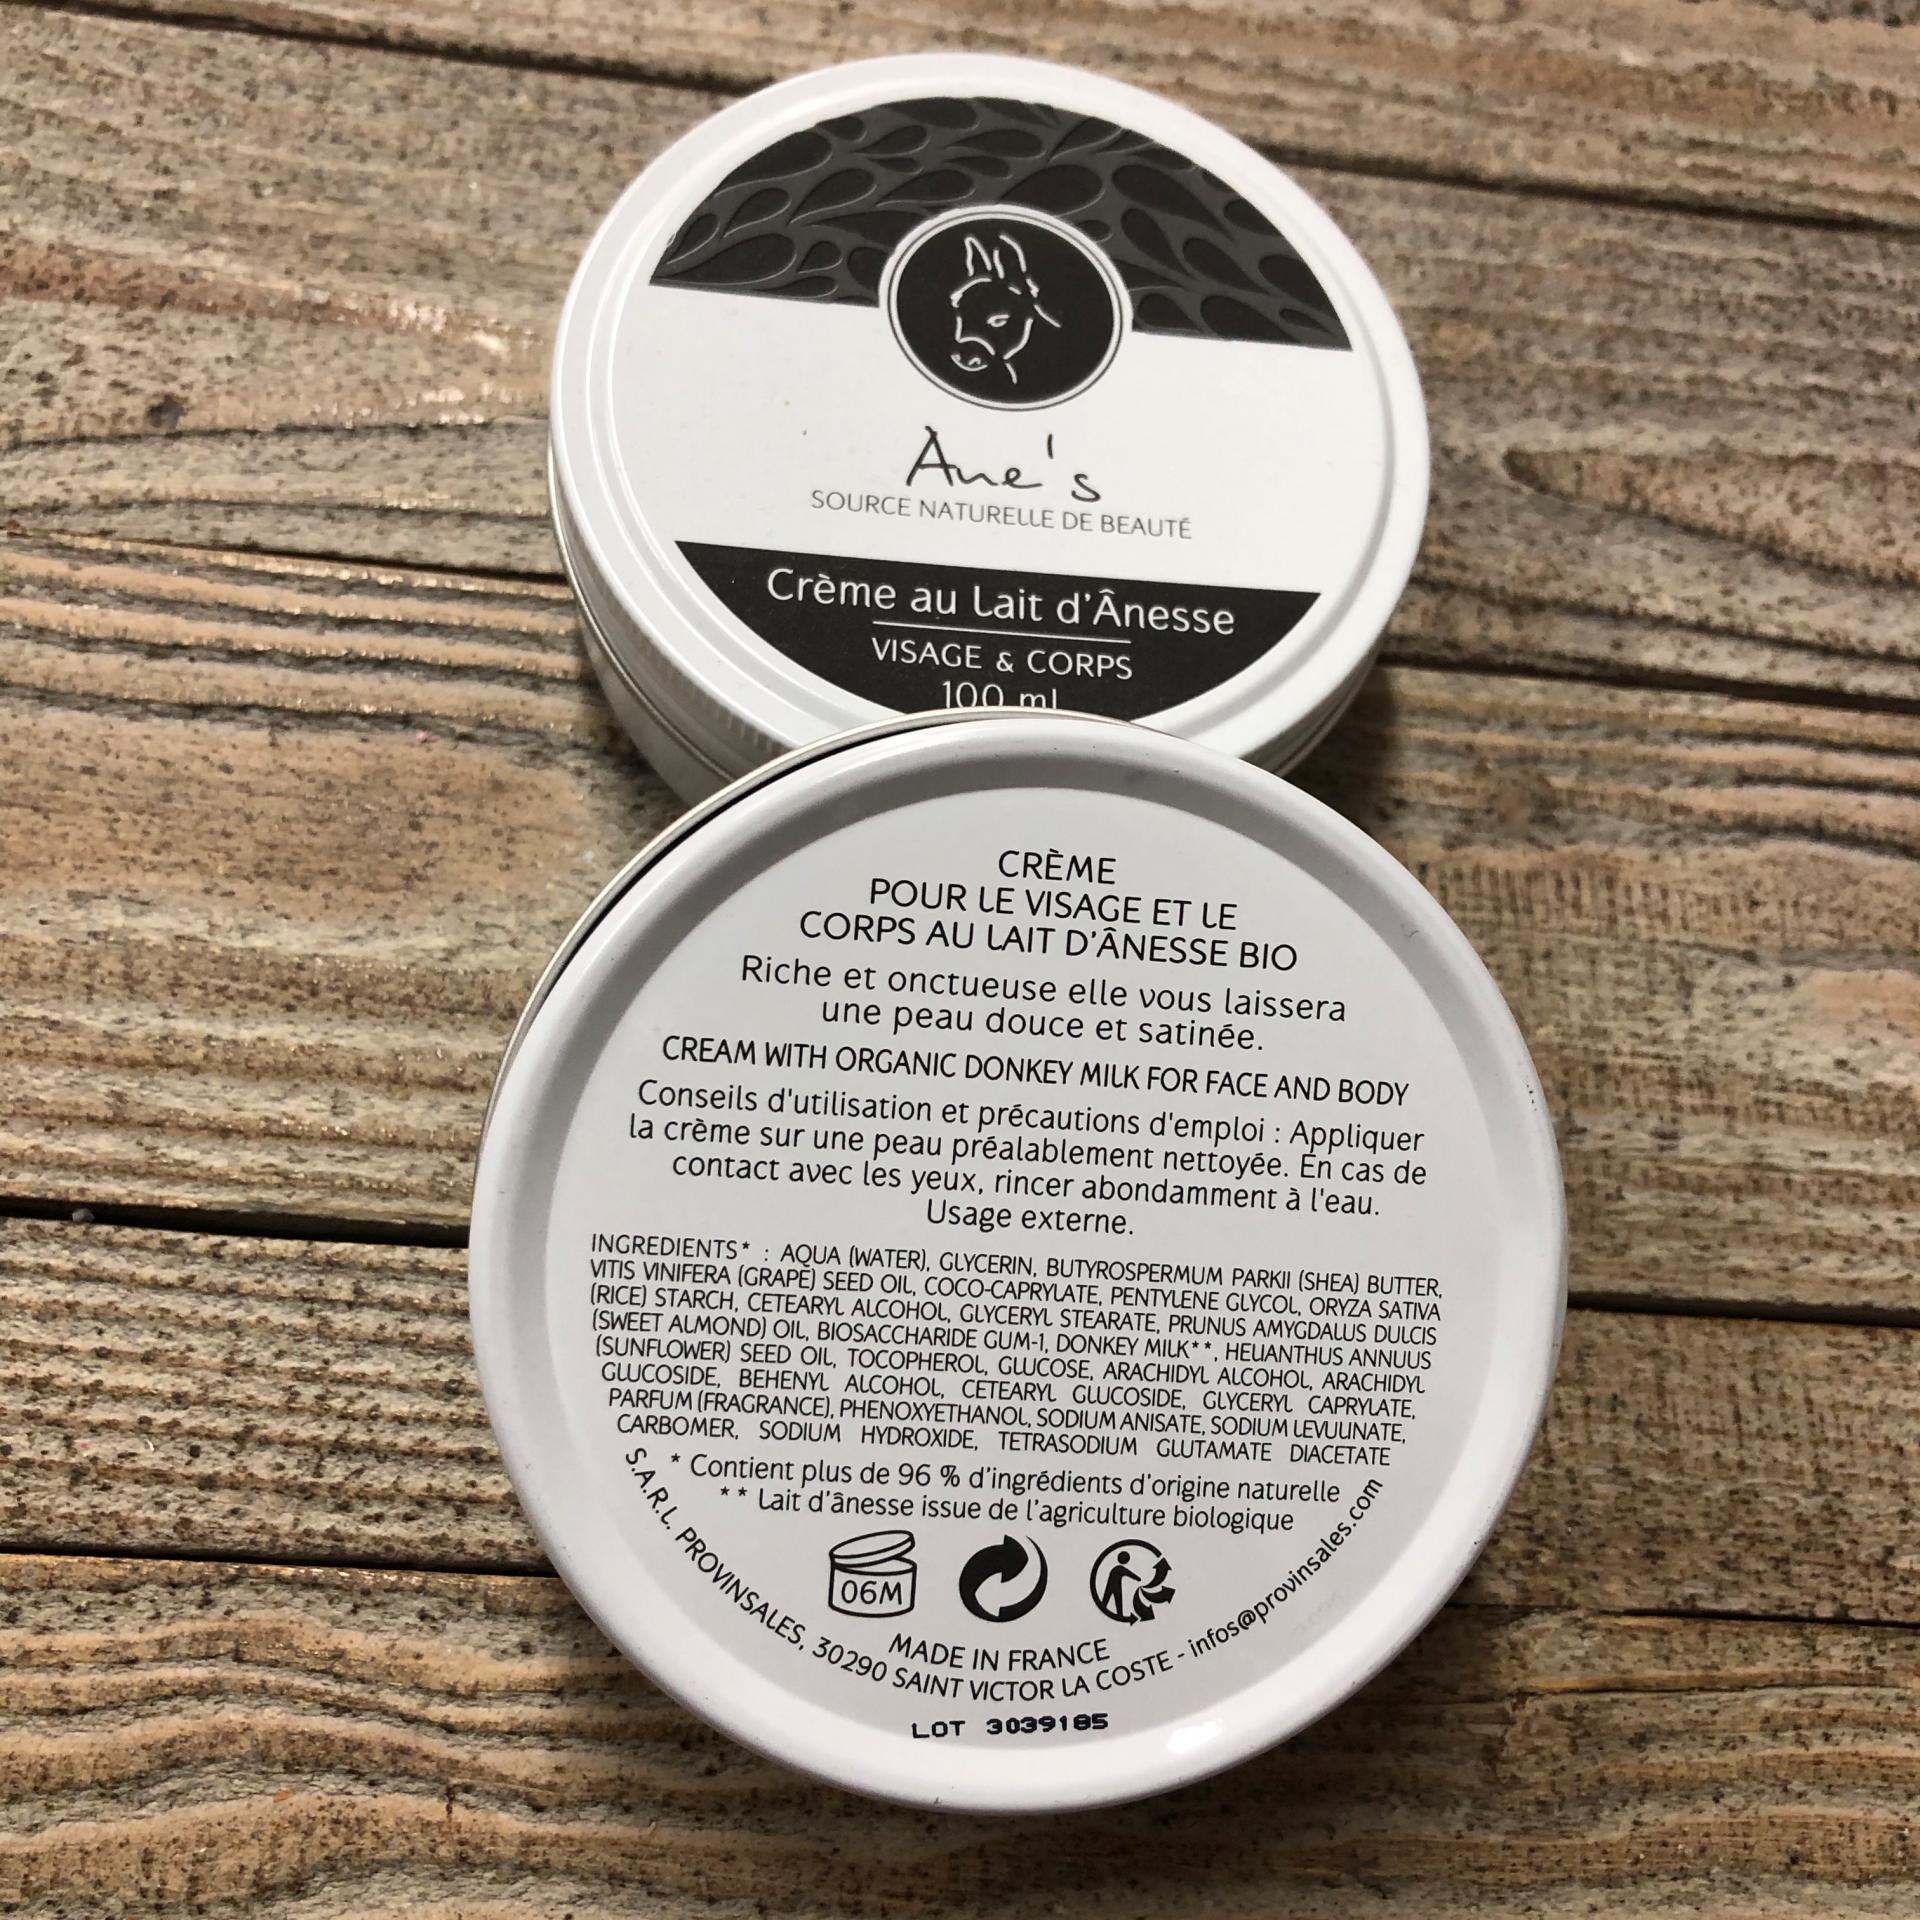 Àne's
SOURCE NATURELLE DE BEAUTÉ
Crème au Lait d'Ânesse
VISAGE & CORPS
100 ml
CRÈME
POUR LE VISAGE ET LE
CORPS AU LAIT D'ÂNESSE BIO
Riche et onctueuse elle vous laissera
une peau douce et satinée.
CREAM WITH ORGANIC DONKEY MILK FOR FACE AND BODY
Conseils d'utilisation et précautions d'emploi : Appliquer
la crème sur une peau préalablement nettoyée. En cas de
contact avec les yeux, rincer abondamment à l'eau.
Usage externe.
INGREDIENTS* : AQUA (WATER), GLYCERIN, BUTYROSPERMUM PARKII (SHEA) BUTTER,
VITIS VINIFERA (GRAPE) SEED OIL, COCO-CAPRYLATE, PENTYLENE GLYCOL, ORYZA SATIVA
(RICE) STARCH, CETEARYL ALCOHOL, GLYCERYL STEARATE, PRUNUS AMYGDALUS DULCIS
(SWEET ALMOND) OIL, BIOSACCHARIDE GUM-1, DONKEY MILK**, HELIANTHUS ANNUUS
(SUNFLOWER) SEED OIL, TOCOPHEROL, GLUCOSE, ARACHIDYL ALCOHOL, ARACHIDYL
GLUCOSIDE, BEHENYL ALCOHOL, CETEARYL GLUCOSIDE, GLYCERYL CAPRYLATE,
PARFUM (FRAGRANCE), PHENOXYETHANOL, SODIUM ANISATE, SODIUM LEVULINATE,
CARBOMER, SODIUM HYDROXIDE, TETRASODIUM GLUTAMATE DIACETATE
* Contient plus de 96 % d'ingrédients d'origine naturelle
** Lait d'ânesse issue de l'agriculture biologique
06M
MADE IN FRANCE
S.A.R.L. PROVINSALES, 30290 SAINT VICTOR LA COSTE - infos@provinsales.com
LOT 3039185